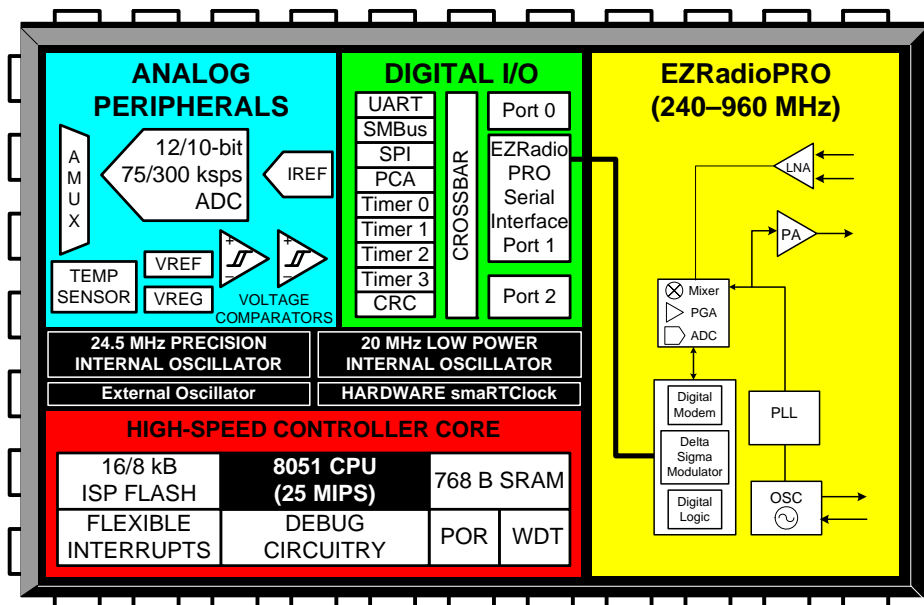 ANALOG
PERIPHERALS
AMUX
12/10-bit
75/300 ksps
ADC
IREF
TEMP
SENSOR
VREF
VREG
+
–
+
–
VOLTAGE
COMPARATORS
DIGITAL I/O
UART
SMBus
SPI
PCA
Timer 0
Timer 1
Timer 2
Timer 3
CRC
CROSSBAR
Port 0
EZRadio
PRO
Serial
Interface
Port 1
Port 2
EZRadioPRO
(240–960 MHz)
LNA
PA
Mixer
PGA
ADC
Digital
Modem
Delta
Sigma
Modulator
Digital
Logic
PLL
OSC
24.5 MHz PRECISION
INTERNAL OSCILLATOR
20 MHz LOW POWER
INTERNAL OSCILLATOR
External Oscillator
HARDWARE smaRTClock
HIGH-SPEED CONTROLLER CORE
16/8 kB
ISP FLASH
8051 CPU
(25 MIPS)
768 B SRAM
FLEXIBLE
INTERRUPTS
DEBUG
CIRCUITRY
POR
WDT